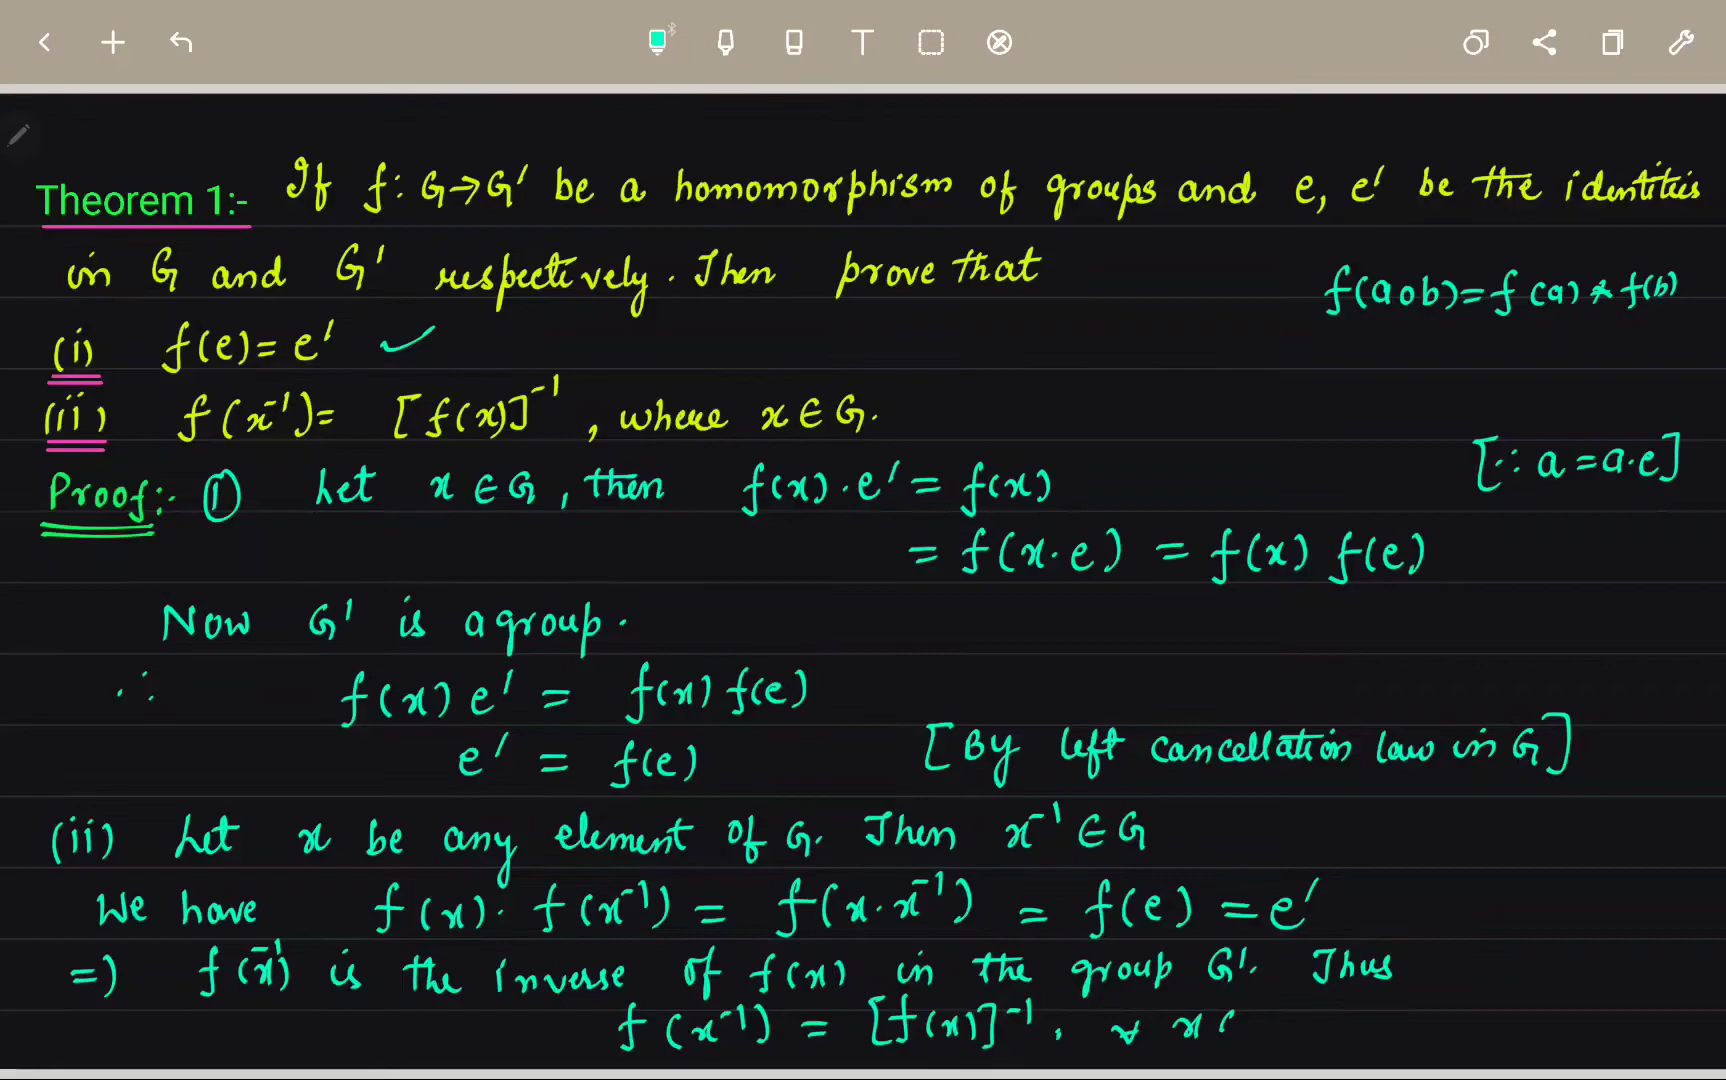 Theorem 1:- If f: G→G' be a homomorphism of groups and e, e' be the identities
in G and G' respectively. Then prove that
f(aob)=f(a)*f(b)
(i) f(e)= e' ✓
(ii) f(x⁻¹)= [f(x)]⁻¹, where x∈G.
Proof:- ① Let x∈G, then f(x)·e'= f(x) [∵ a=a·e]
= f(x·e) = f(x) f(e)
Now G' is a group.
∴ f(x) e' = f(x) f(e)
e' = f(e) [By left cancellation law in G]
(ii) Let x be any element of G. Then x⁻¹∈G
We have f(x)· f(x⁻¹) = f(x·x⁻¹) = f(e) = e'
=) f(x⁻¹) is the inverse of f(x) in the group G'. Thus
f(x⁻¹) = [f(x)]⁻¹, ∀ x (